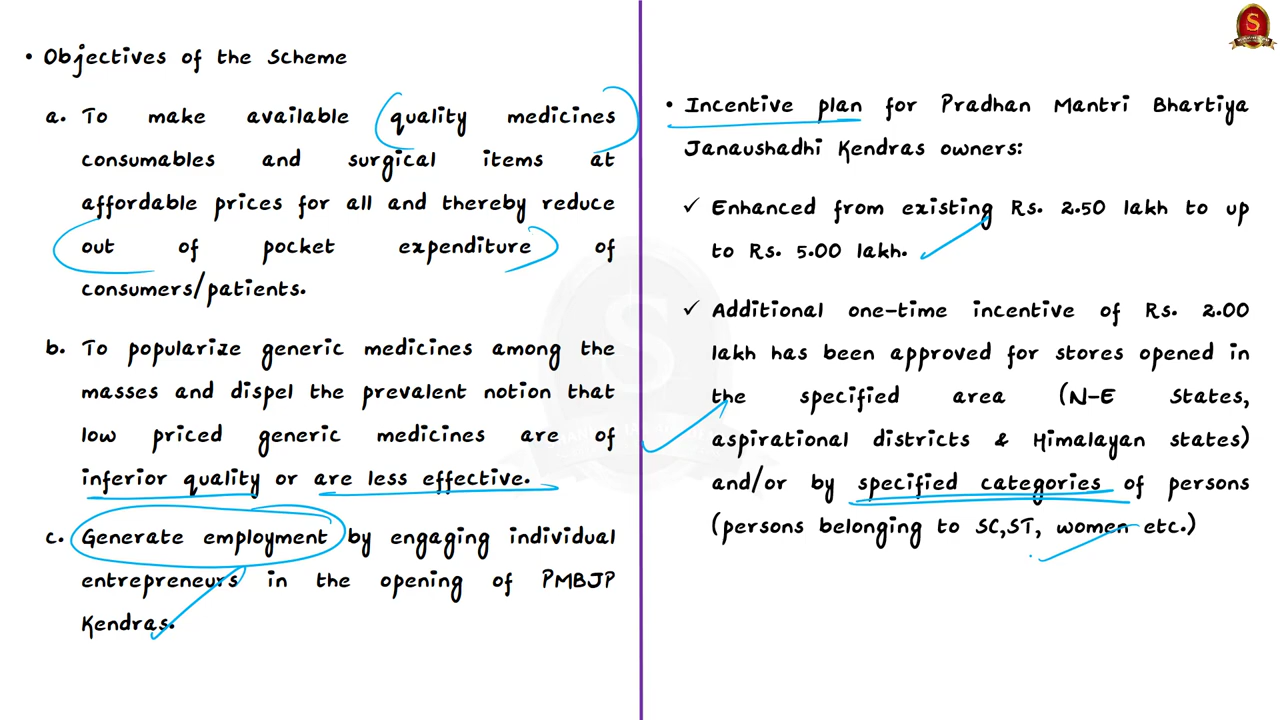 • Objectives of the Scheme
a. To make available quality medicines
consumables and surgical items at
affordable prices for all and thereby reduce
out of pocket expenditure of
consumers/patients.
b. To popularize generic medicines among the
masses and dispel the prevalent notion that
low priced generic medicines are of
inferior quality or are less effective.
c. Generate employment by engaging individual
entrepreneurs in the opening of PMBJP
Kendras.
• Incentive plan for Pradhan Mantri Bhartiya
Janaushadhi Kendras owners:
✓ Enhanced from existing Rs. 2.50 lakh to up
to Rs. 5.00 lakh.
✓ Additional one-time incentive of Rs. 2.00
lakh has been approved for stores opened in
the specified area (N-E States,
aspirational districts & Himalayan states)
and/or by specified categories of persons
(persons belonging to SC,ST, women etc.)
S